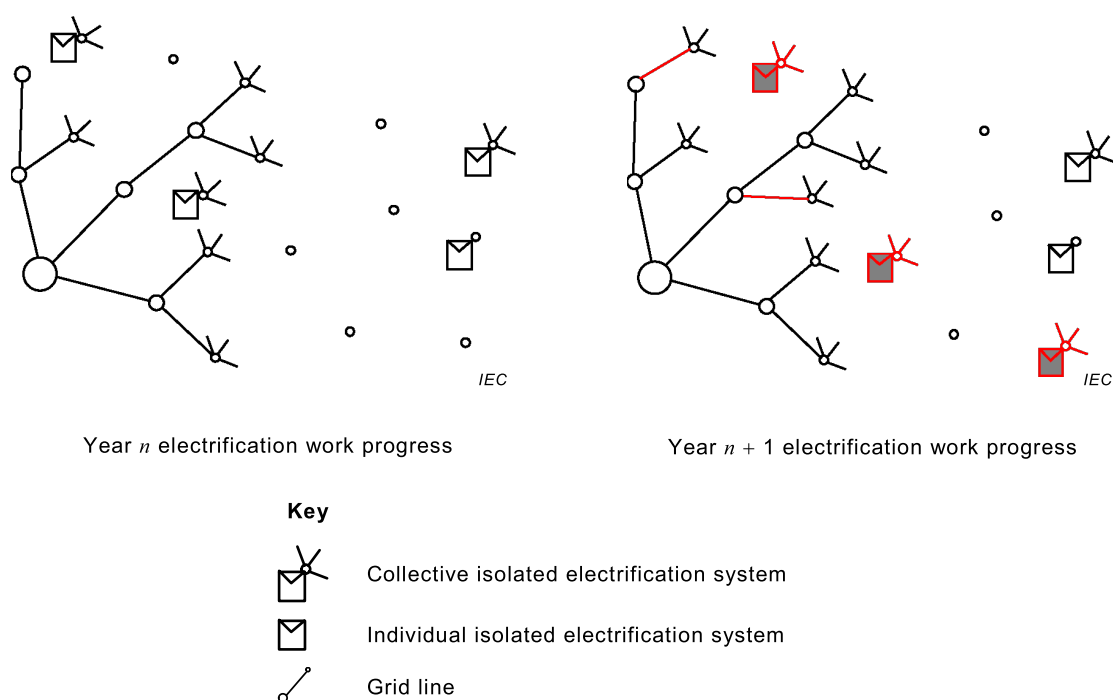 IEC
IEC
Year n electrification work progress
Year n + 1 electrification work progress
Key
Collective isolated electrification system
Individual isolated electrification system
Grid line